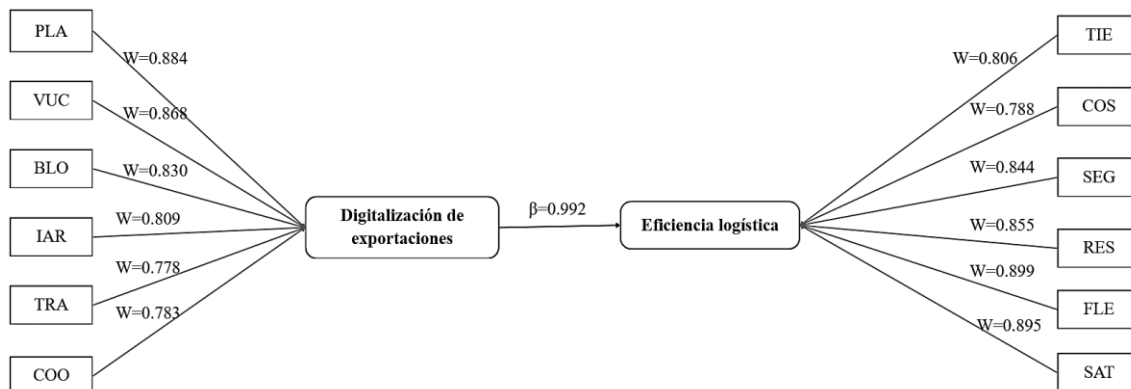 PLA
W=0.884
VUC
W=0.868
BLO
W=0.830
IAR
W=0.809
TRA
W=0.778
COO
W=0.783
Digitalización de
exportaciones
β=0.992
Eficiencia logística
TIE
W=0.806
COS
W=0.788
SEG
W=0.844
RES
W=0.855
FLE
W=0.899
SAT
W=0.895